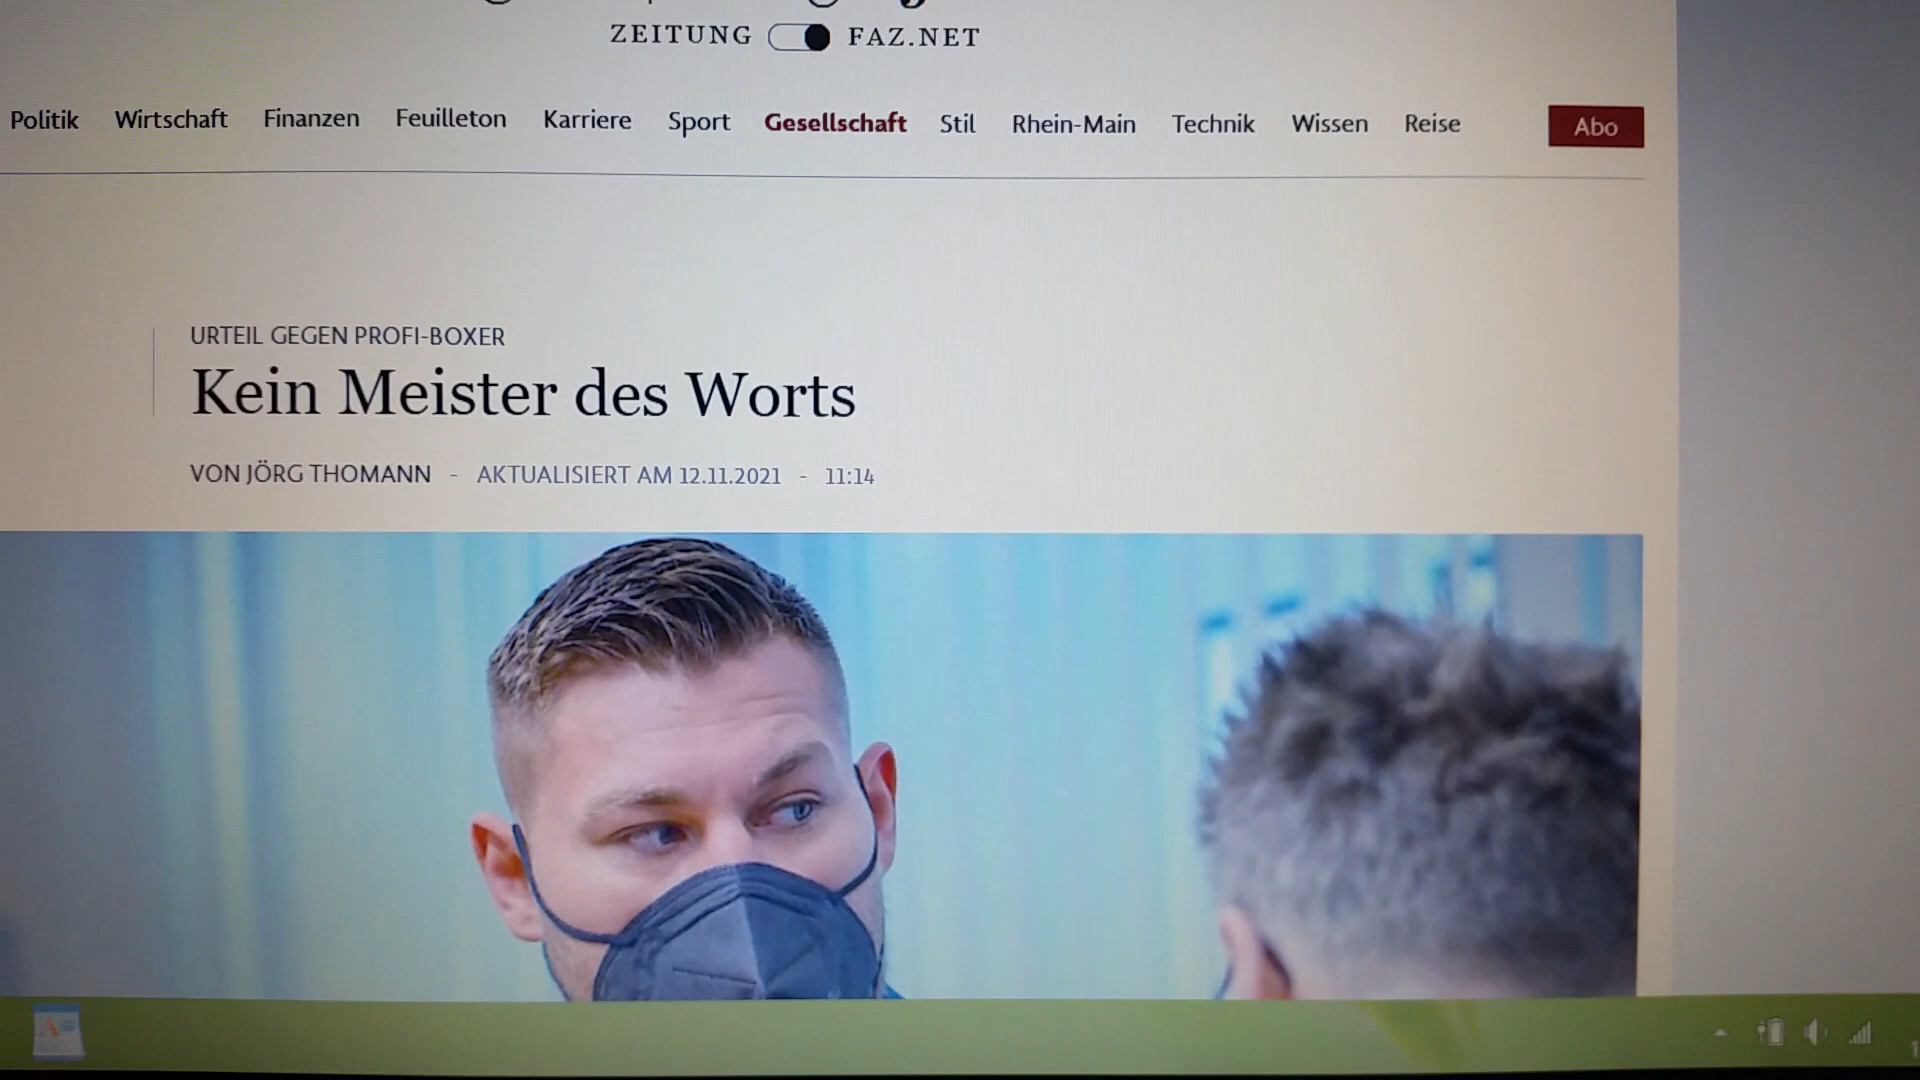 ZEITUNG FAZ.NET
Politik Wirtschaft Finanzen Feuilleton Karriere Sport Gesellschaft Stil Rhein-Main Technik Wissen Reise Abo
URTEIL GEGEN PROFI-BOXER
Kein Meister des Worts
VON JÖRG THOMANN - AKTUALISIERT AM 12.11.2021 - 11:14